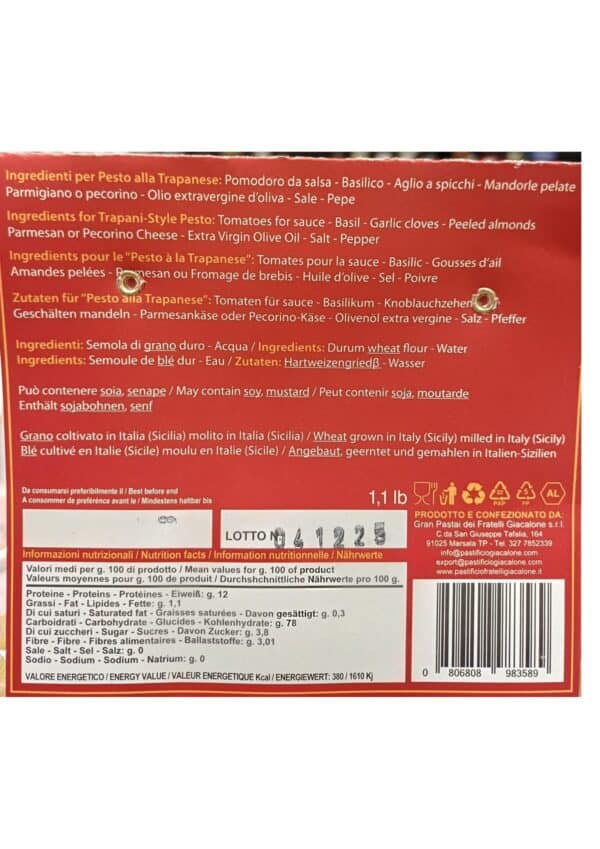 Ingredienti per Pesto alla Trapanese: Pomodoro da salsa - Basilico - Aglio a spicchi - Mandorle pelate
Parmigiano o pecorino - Olio extravergine d'oliva - Sale - Pepe
Ingredients for Trapani-Style Pesto: Tomatoes for sauce - Basil - Garlic cloves - Peeled almonds
Parmesan or Pecorino Cheese - Extra Virgin Olive Oil - Salt - Pepper
Ingredients pour le "Pesto à la Trapanese": Tomates pour la sauce - Basilic - Gousses d'ail
Amandes pelées - Parmesan ou Fromage de brebis - Huile d'olive - Sel - Poivre
Zutaten für "Pesto alla Trapanese": Tomaten für sauce - Basilikum - Knoblauchzehen
Geschälten mandeln - Parmesankäse oder Pecorino-Käse - Olivenöl extra vergine - Salz - Pfeffer
Ingredienti: Semola di grano duro - Acqua / Ingredients: Durum wheat flour - Water
Ingredients: Semoule de blé dur - Eau / Zutaten: Hartweizengrieβ - Wasser
Può contenere soia, senape / May contain soy, mustard / Peut contenir soja, moutarde
Enthält sojabohnen, senf
Grano coltivato in Italia (Sicilia) molito in Italia (Sicilia) / Wheat grown in Italy (Sicily) milled in Italy (Sicily)
Blé cultivé en Italie (Sicile) moulu en Italie (Sicile) / Angebaut, geerntet und gemahlen in Italien-Sizilien
Da consumarsi preferibilmente il / Best before end
A consommer de préférence avant le / Mindestens haltbar bis
1,1 lb
PAP
5
PP
AL
LOTTO N. 041225
PRODOTTO E CONFEZIONATO DA:
Gran Pastai dei Fratelli Giacalone s.r.l.
C.da San Giuseppe Tafalia, 164
91025 Marsala TP - Tel. 327 7852339
info@pastificiogiacalone.com
export@pastificiogiacalone.com
www.pastificiofratelligiacalone.it
Informazioni nutrizionali / Nutrition facts / Information nutritionnelle / Nährwerte
Valori medi per g. 100 di prodotto / Mean values for g. 100 of product
Valeurs moyennes pour g. 100 de produit / Durchshchnittliche Nährwerte pro 100 g.
Proteine - Proteins - Protéines - Eiweiß: g. 12
Grassi - Fat - Lipides - Fette: g. 1,1
Di cui saturi - Saturated fat - Graisses saturées - Davon gesättigt: g. 0,3
Carboidrati - Carbohydrate - Glucides - Kohlenhydrate: g. 78
Di cui zuccheri - Sugar - Sucres - Davon Zucker: g. 3,8
Fibre - Fibre - Fibres alimentaires - Ballaststoffe: g. 3,01
Sale - Salt - Sel - Salz: g. 0
Sodio - Sodium - Sodium - Natrium: g. 0
VALORE ENERGETICO / ENERGY VALUE / VALEUR ENERGETIQUE Kcal / ENERGIEWERT: 380 / 1610 Kj
0 806808 983589